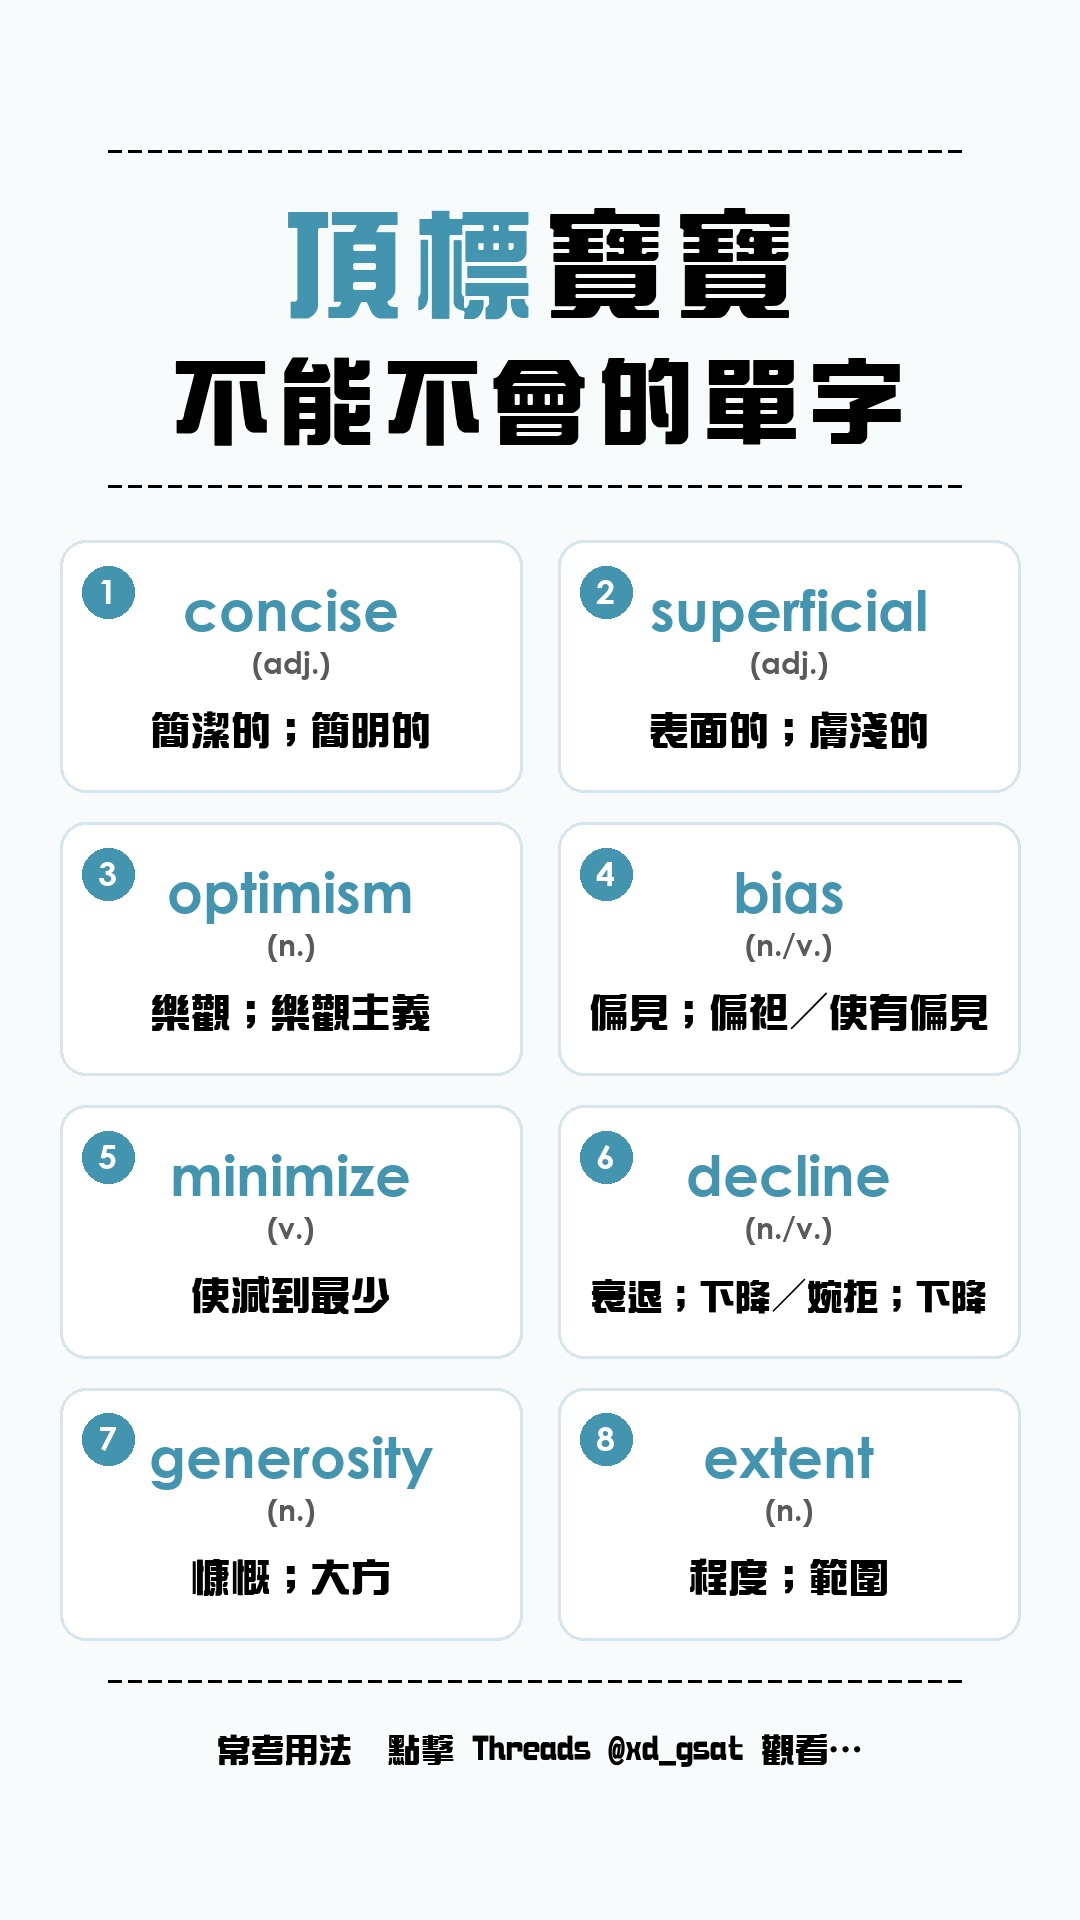 頂標寶寶
不能不會的單字
1
concise
(adj.)
簡潔的；簡明的
2
superficial
(adj.)
表面的；膚淺的
3
optimism
(n.)
樂觀；樂觀主義
4
bias
(n./v.)
偏見；偏袒／使有偏見
5
minimize
(v.)
使減到最少
6
decline
(n./v.)
衰退；下降／婉拒；下降
7
generosity
(n.)
慷慨；大方
8
extent
(n.)
程度；範圍
常考用法　點擊 Threads @xd_gsat 觀看…